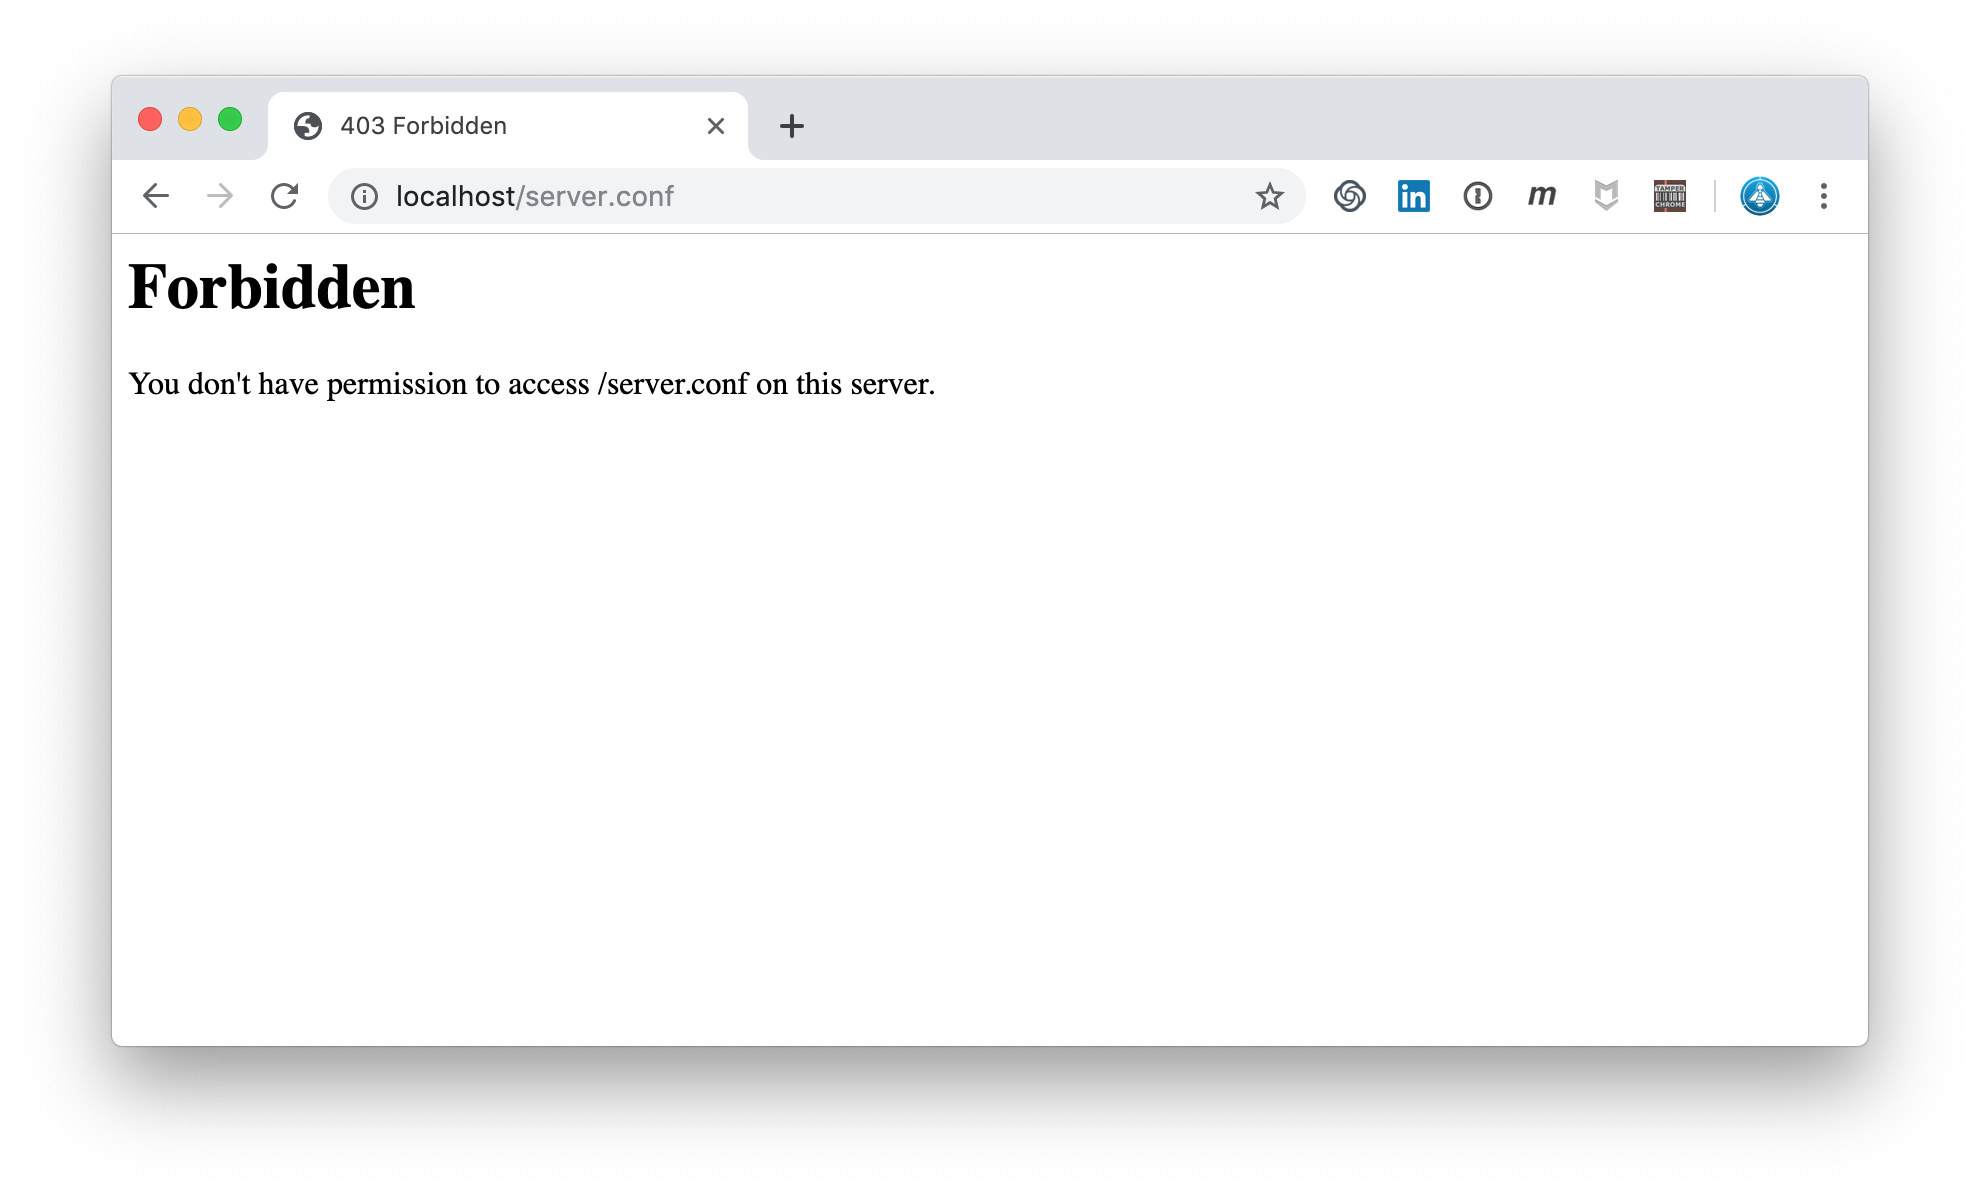 403 Forbidden
localhost/server.conf
in
m
TAMPER
CHROME
Forbidden
You don't have permission to access /server.conf on this server.